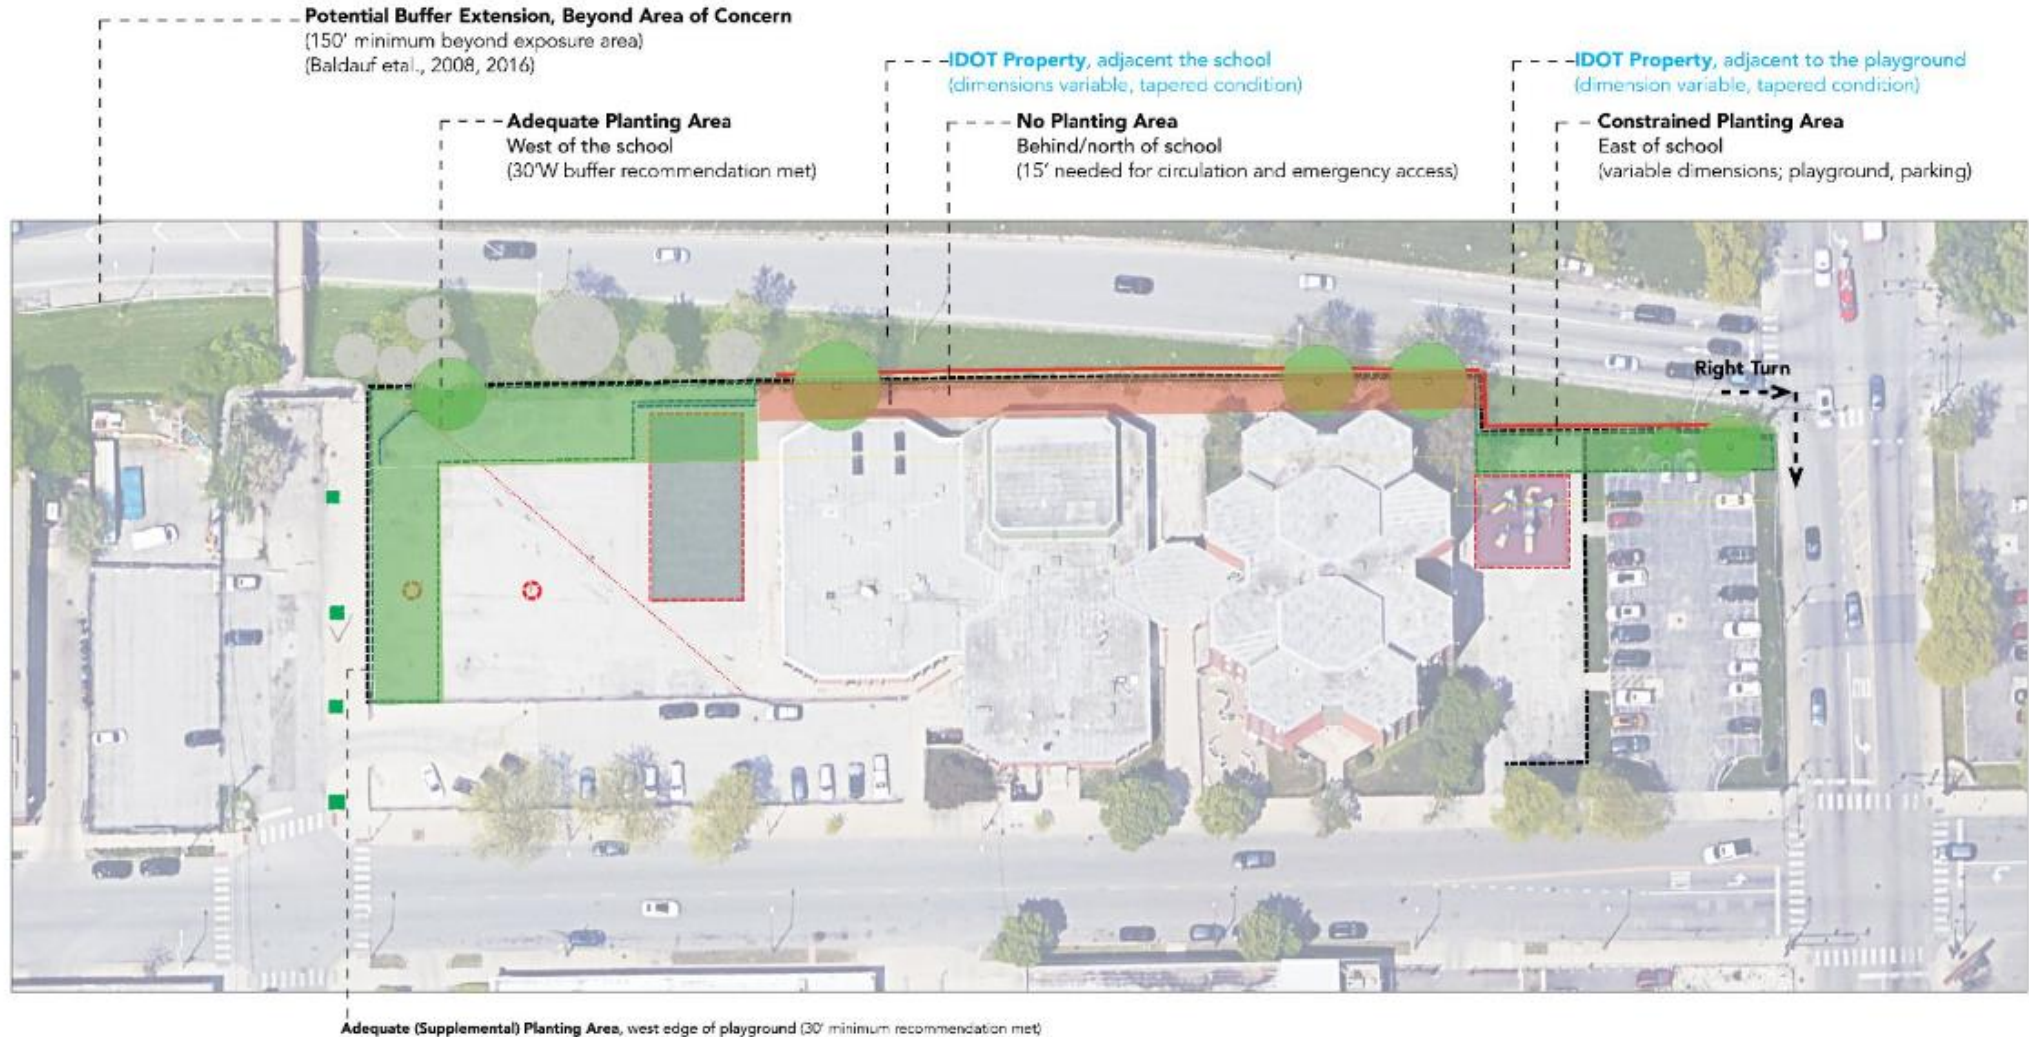 Potential Buffer Extension, Beyond Area of Concern
(150' minimum beyond exposure area)
(Baldauf etal., 2008, 2016)
IDOT Property, adjacent the school
(dimensions variable, tapered condition)
IDOT Property, adjacent to the playground
(dimension variable, tapered condition)
Adequate Planting Area
West of the school
(30'W buffer recommendation met)
No Planting Area
Behind/north of school
(15' needed for circulation and emergency access)
Constrained Planting Area
East of school
(variable dimensions; playground, parking)
Right Turn
Adequate (Supplemental) Planting Area, west edge of playground (30' minimum recommendation met)